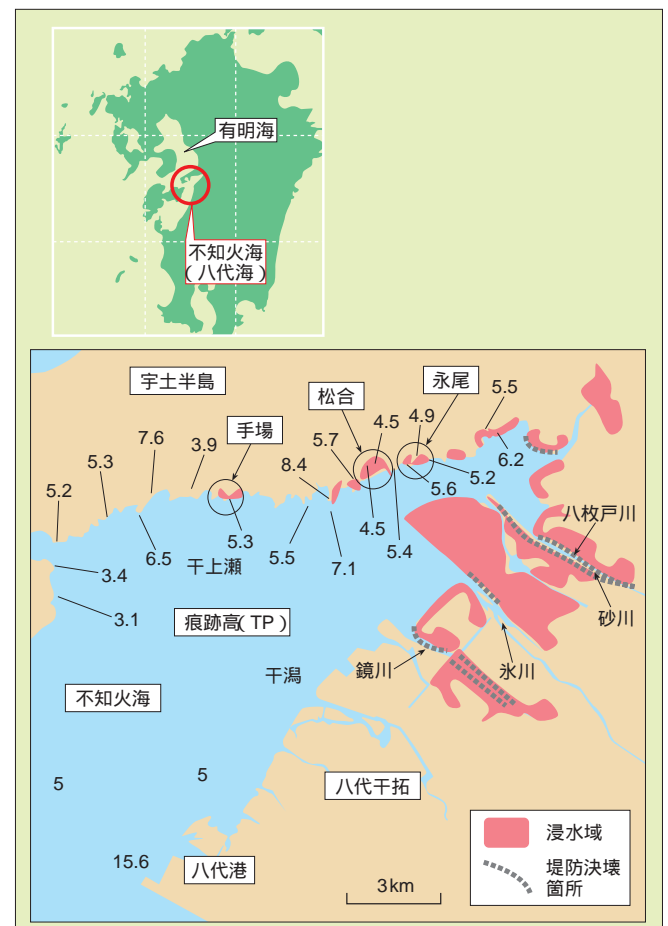 有明海
不知火海
(八代海)
宇土半島
松合
永尾
手場
5.5
4.5
4.9
7.6
3.9
5.7
5.3
8.4
6.2
5.2
5.2
5.6
八枚戸川
4.5
5.4
6.5
5.3
5.5
7.1
干上瀬
3.4
砂川
3.1
痕跡高(TP)
鏡川
氷川
干潟
不知火海
5
5
八代干拓
浸水域
15.6
八代港
3km
堤防決壊
箇所